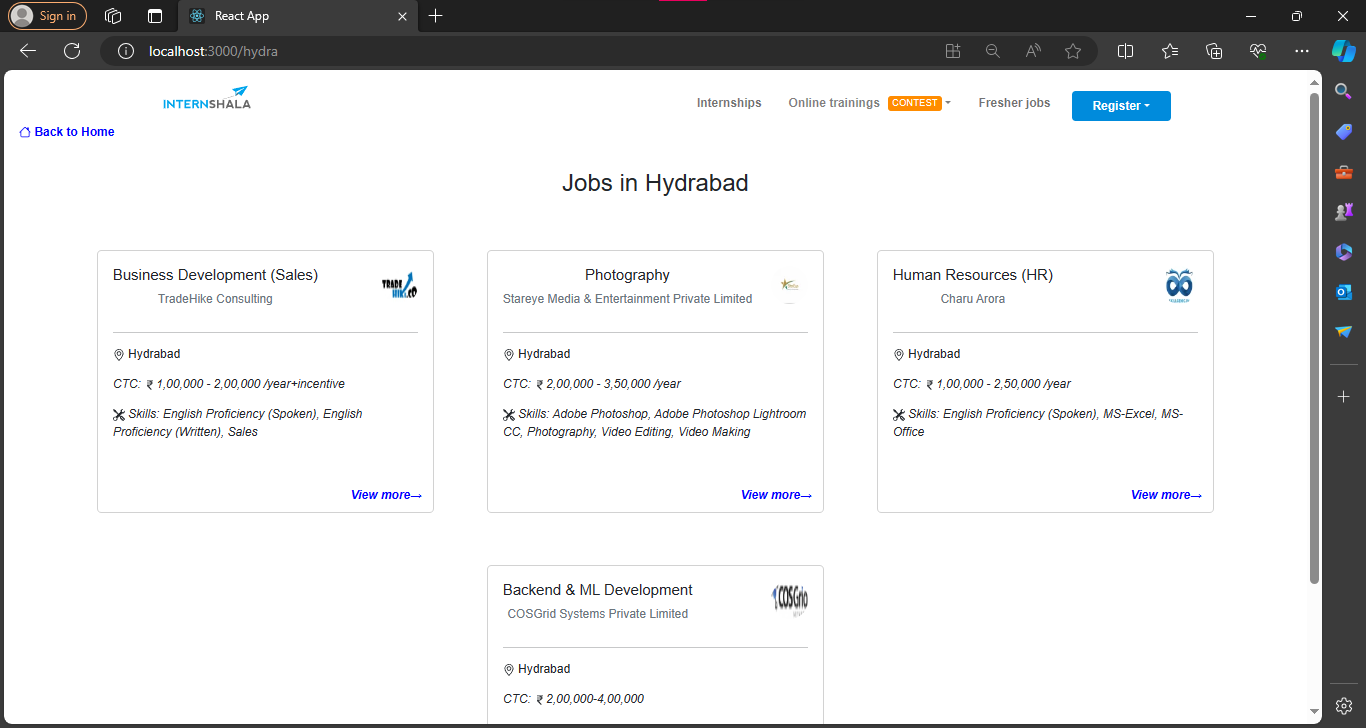 Sign in
React App
localhost:3000/hydra
INTERNSHALA
Internships
Online trainings CONTEST
Fresher jobs
Register
Back to Home
Jobs in Hydrabad
Business Development (Sales)
TradeHike Consulting
TRADE
HIKE.CO
Hydrabad
CTC: ₹ 1,00,000 - 2,00,000 /year+incentive
Skills: English Proficiency (Spoken), English
Proficiency (Written), Sales
View more→
Photography
Stareye Media & Entertainment Private Limited
Hydrabad
CTC: ₹ 2,00,000 - 3,50,000 /year
Skills: Adobe Photoshop, Adobe Photoshop Lightroom
CC, Photography, Video Editing, Video Making
View more→
Human Resources (HR)
Charu Arora
Hydrabad
CTC: ₹ 1,00,000 - 2,50,000 /year
Skills: English Proficiency (Spoken), MS-Excel, MS-
Office
View more→
Backend & ML Development
COSGrid Systems Private Limited
COSGrid
Hydrabad
CTC: ₹ 2,00,000-4,00,000